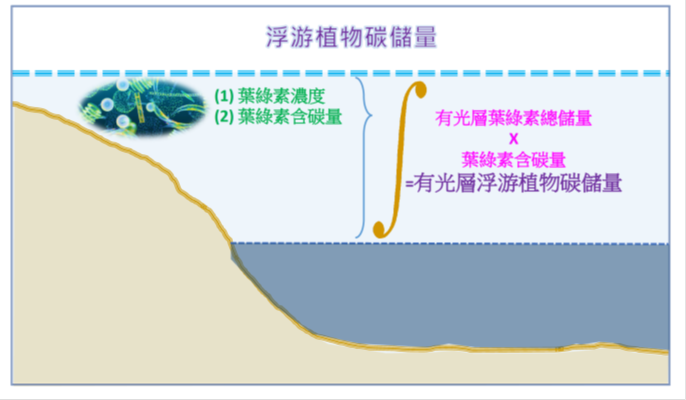 浮游植物碳儲量
(1) 葉綠素濃度
(2) 葉綠素含碳量
有光層葉綠素總儲量
X
葉綠素含碳量
=有光層浮游植物碳儲量